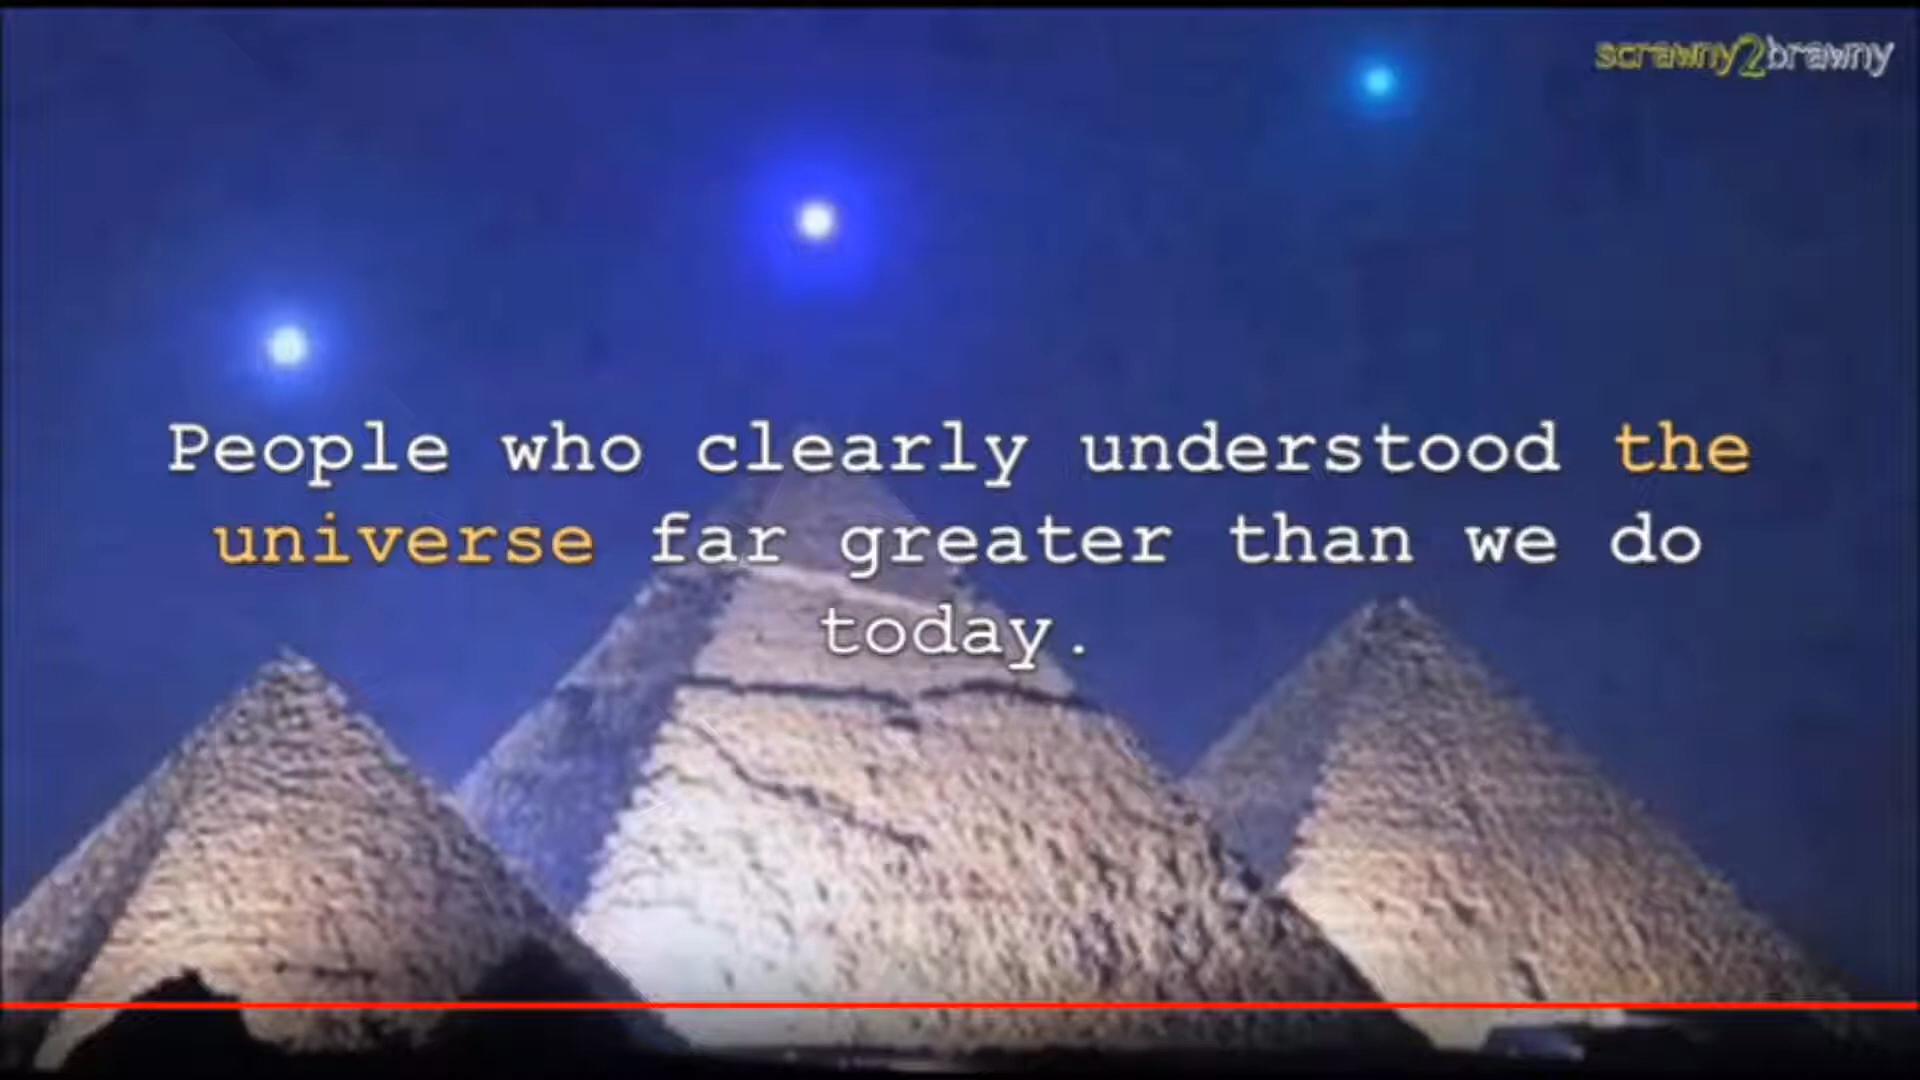 scrawny2brawny
People who clearly understood the
universe far greater than we do
today.